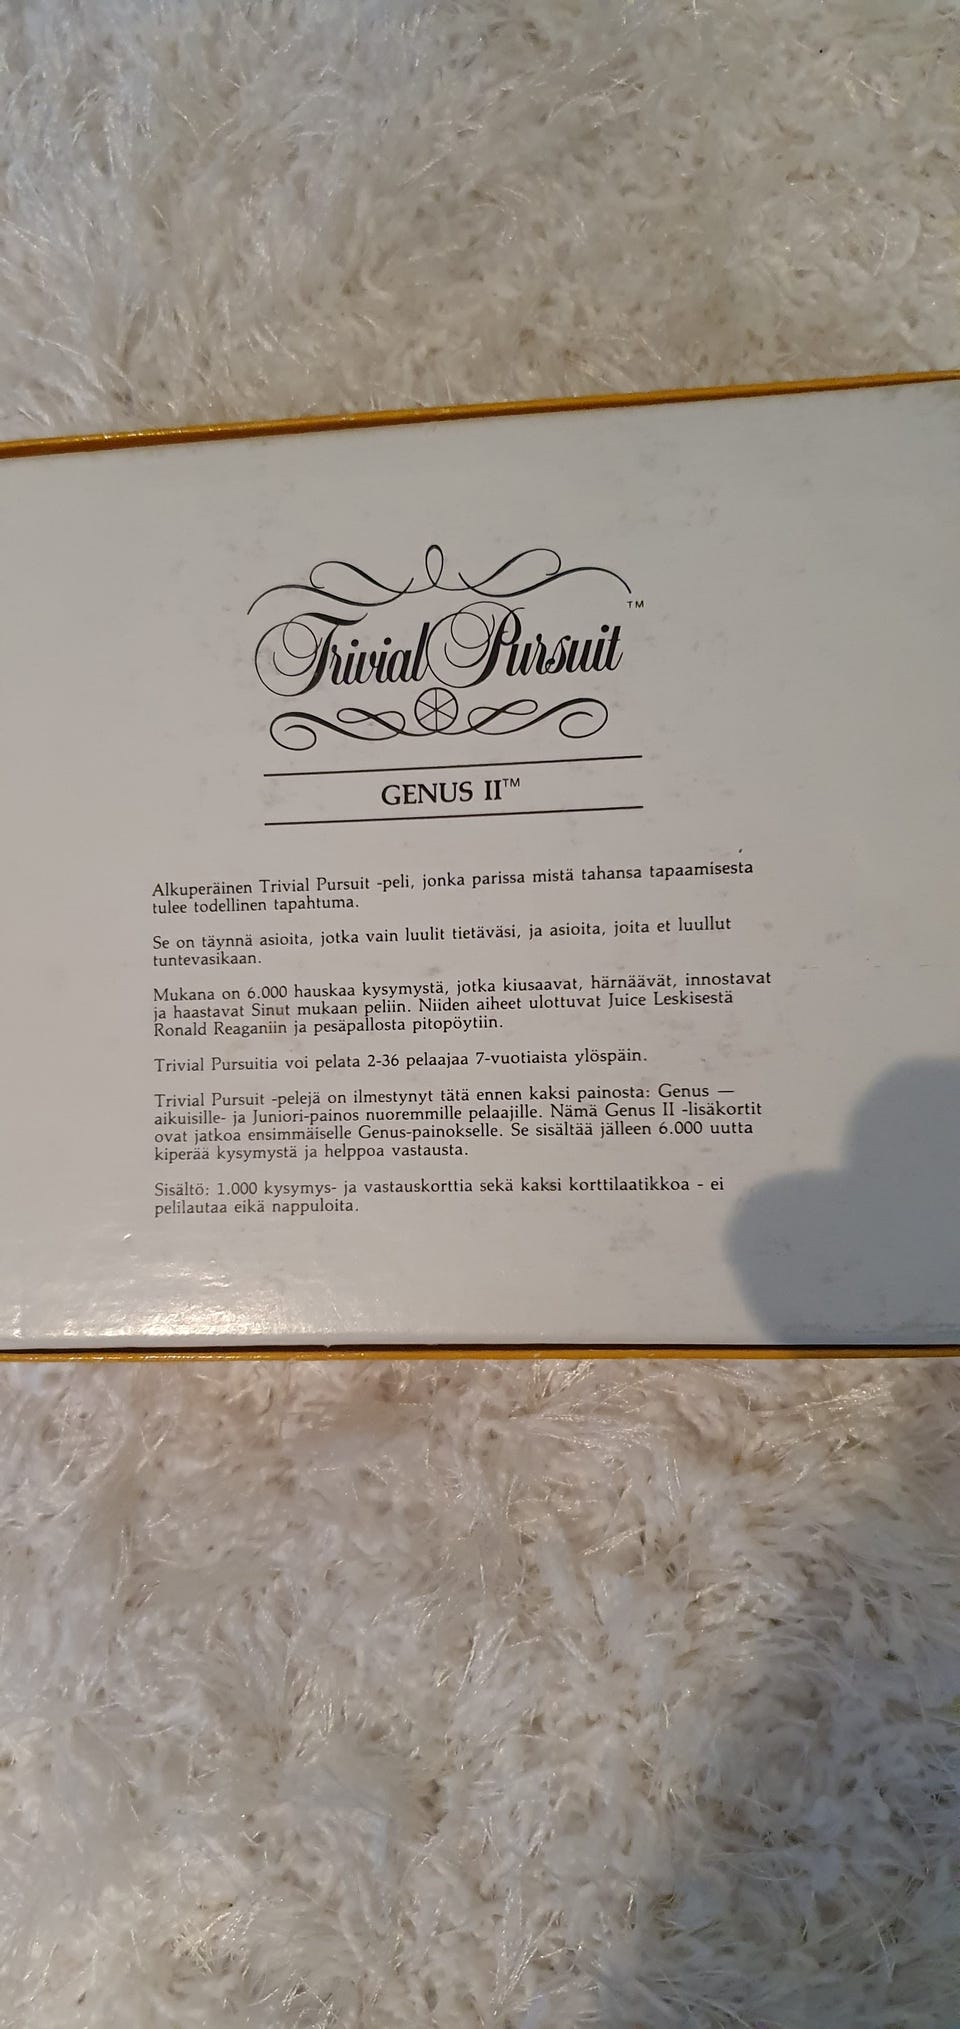 Trivial Pursuit™
GENUS II™
Alkuperäinen Trivial Pursuit -peli, jonka parissa mistä tahansa tapaamisesta
tulee todellinen tapahtuma.
Se on täynnä asioita, jotka vain luulit tietäväsi, ja asioita, joita et luullut
tuntevasikaan.
Mukana on 6.000 hauskaa kysymystä, jotka kiusaavat, härnäävät, innostavat
ja haastavat Sinut mukaan peliin. Niiden aiheet ulottuvat Juice Leskisestä
Ronald Reaganiin ja pesäpallosta pitopöytiin.
Trivial Pursuitia voi pelata 2-36 pelaajaa 7-vuotiaista ylöspäin.
Trivial Pursuit -pelejä on ilmestynyt tätä ennen kaksi painosta: Genus —
aikuisille- ja Juniori-painos nuoremmille pelaajille. Nämä Genus II -lisäkortit
ovat jatkoa ensimmäiselle Genus-painokselle. Se sisältää jälleen 6.000 uutta
kiperää kysymystä ja helppoa vastausta.
Sisältö: 1.000 kysymys- ja vastauskorttia sekä kaksi korttilaatikkoa - ei
pelilautaa eikä nappuloita.